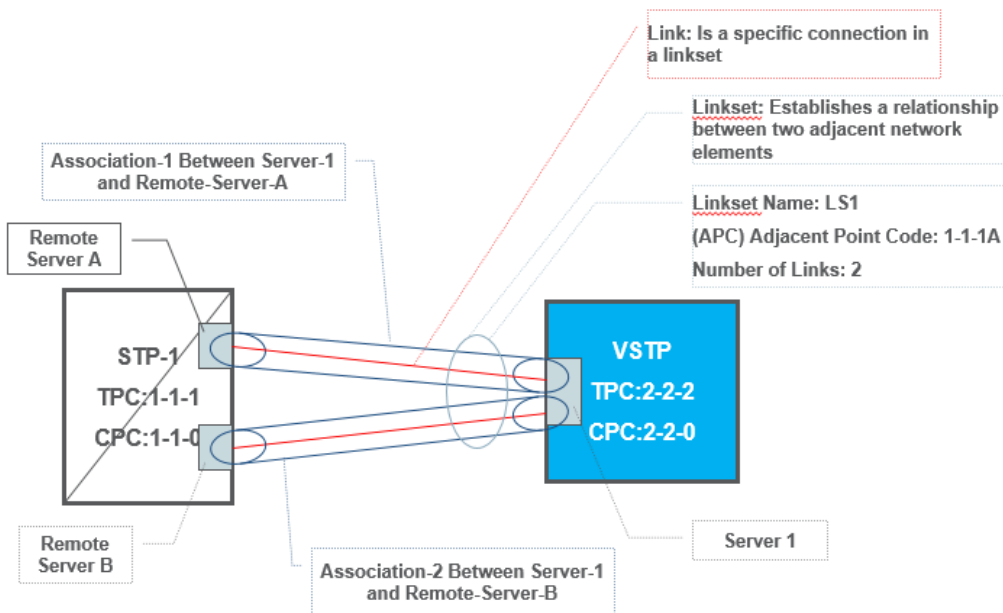 Link: Is a specific connection in
a linkset
Linkset: Establishes a relationship
between two adjacent network
elements
Association-1 Between Server-1
and Remote-Server-A
Linkset Name: LS1
(APC) Adjacent Point Code: 1-1-1A
Number of Links: 2
Remote
Server A
STP-1
TPC:1-1-1
CPC:1-1-0
VSTP
TPC:2-2-2
CPC:2-2-0
Remote
Server B
Server 1
Association-2 Between Server-1
and Remote-Server-B